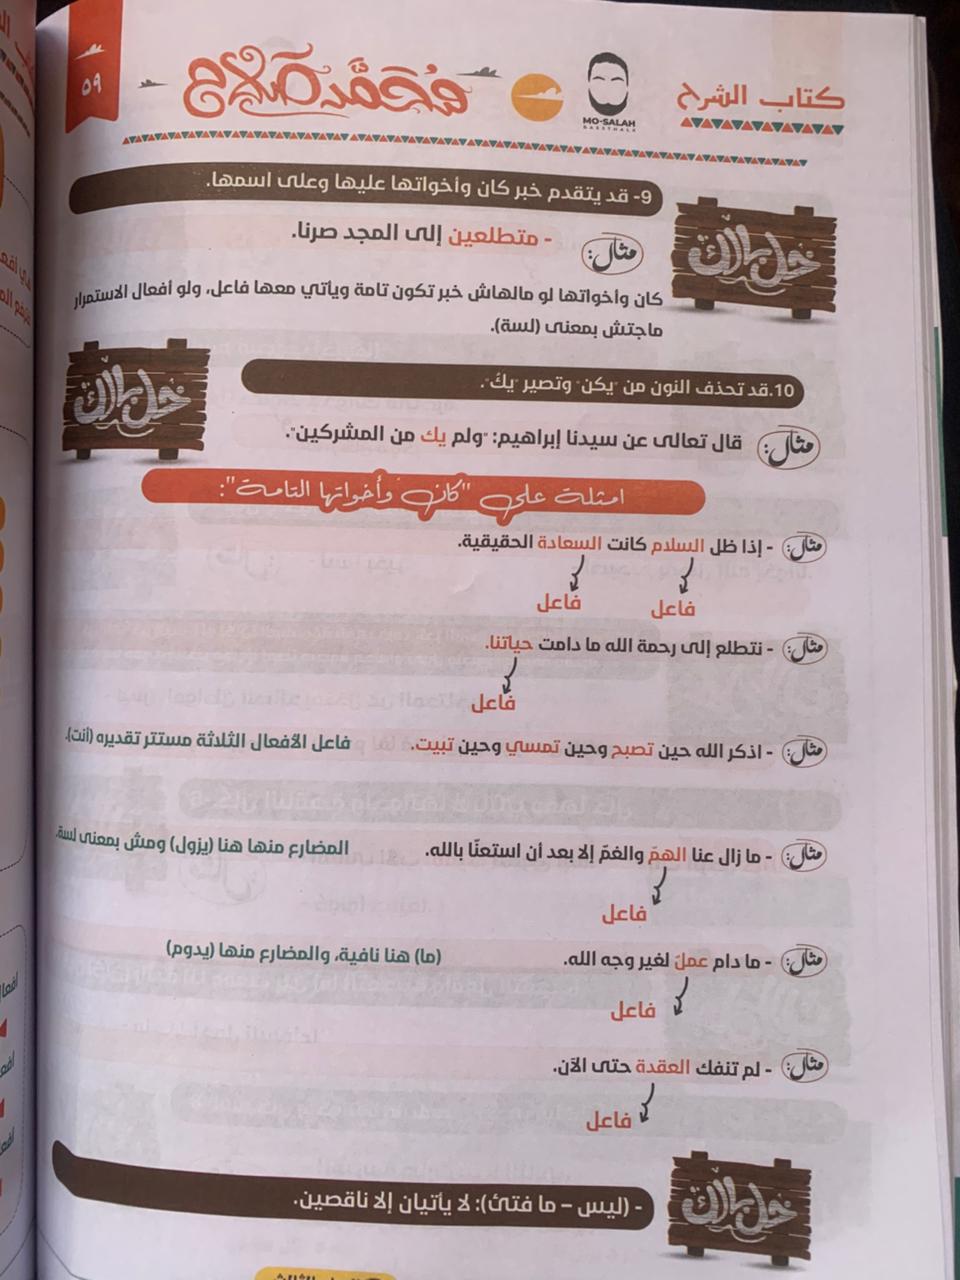 كتاب الشرح
MO-SALAH
BASSTHALK
محمد صلاح
٥٩
9- قد يتقدم خبر كان وأخواتها عليها وعلى اسمها.
خلي بالك
مثال: - متطلعين إلى المجد صرنا.
كان وأخواتها لو مالهاش خبر تكون تامة ويأتي معها فاعل، ولو أفعال الاستمرار
ماجتش بمعنى (لسة).
خلي بالك
10.قد تحذف النون من "يكن" وتصير "يك".
مثال: قال تعالى عن سيدنا إبراهيم: "ولم يك من المشركين".
امثلة على "كان وأخواتها التامة":
مثال: - إذا ظل السلام كانت السعادة الحقيقية.
فاعل فاعل
مثال: - نتطلع إلى رحمة الله ما دامت حياتنا.
فاعل
مثال: - اذكر الله حين تصبح وحين تمسي وحين تبيت. فاعل الأفعال الثلاثة مستتر تقديره (أنت).
مثال: - ما زال عنا الهمّ والغمّ إلا بعد أن استعنّا بالله. المضارع منها هنا (يزول) ومش بمعنى لسة.
فاعل
مثال: - ما دام عملٌ لغير وجه الله. (ما) هنا نافية، والمضارع منها (يدوم)
فاعل
مثال: - لم تنفك العقدة حتى الآن.
فاعل
خلي بالك
- (ليس – ما فتئ): لا يأتيان إلا ناقصين.